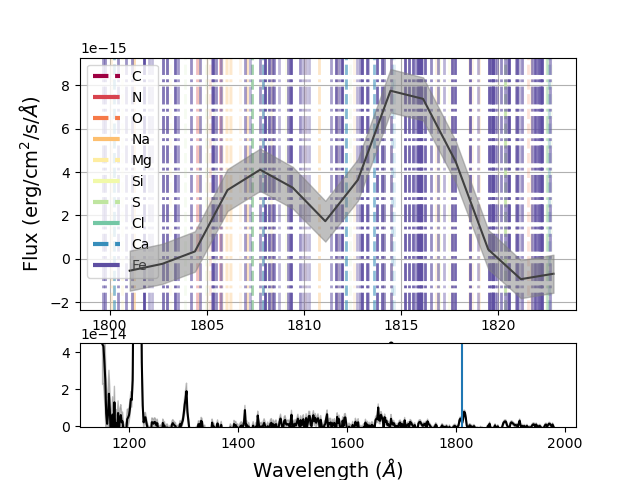 1e−15
Flux (erg/cm²/s/Å)
8
6
4
2
0
−2
C
N
O
Na
Mg
Si
S
Cl
Ca
Fe
1800 1805 1810 1815 1820
1e−14
4
2
0
1200 1400 1600 1800 2000
Wavelength (Å)